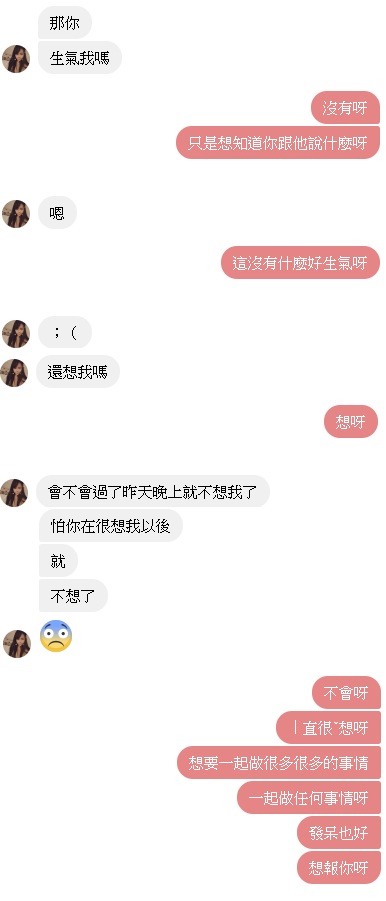 那你
生氣我嗎
沒有呀
只是想知道你跟他說什麼呀
嗯
這沒有什麼好生氣呀
；（
還想我嗎
想呀
會不會過了昨天晚上就不想我了
怕你在很想我以後
就
不想了
不會呀
｜直很ˇ想呀
想要一起做很多很多的事情
一起做任何事情呀
發呆也好
想報你呀